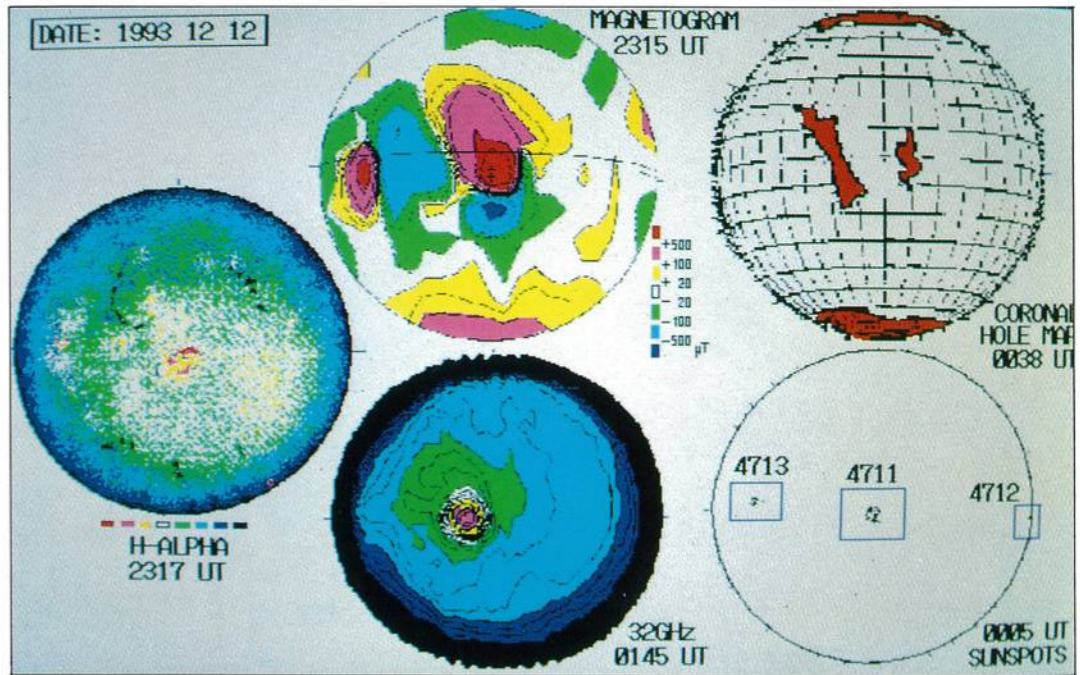 DATE: 1993 12 12
MAGNETOGRAM
2315 UT
+500
+100
+ 20
- 20
-100
-500
µT
CORONAL
HOLE MAP
0038 UT
H-ALPHA
2317 UT
32GHz
0145 UT
4713
4711
4712
0005 UT
SUNSPOTS